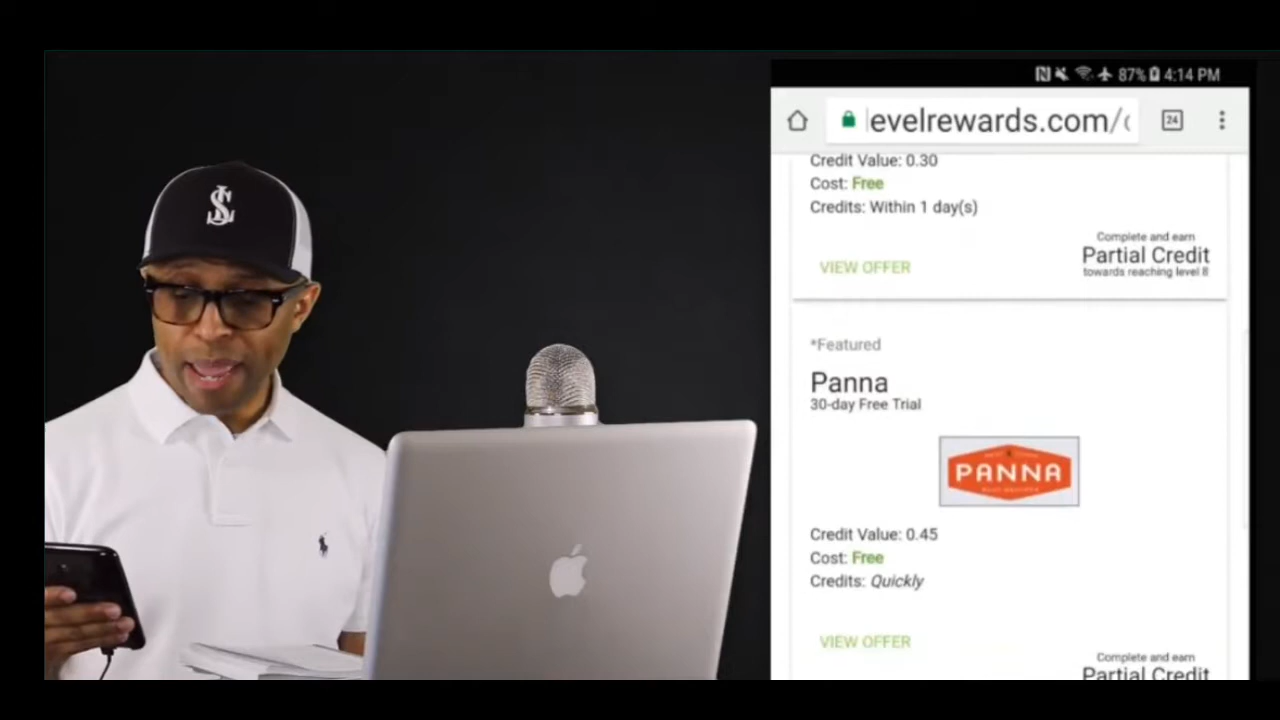 87% 4:14 PM
evelrewards.com/
24
Credit Value: 0.30
Cost: Free
Credits: Within 1 day(s)
Complete and earn
Partial Credit
towards reaching level 8
VIEW OFFER
*Featured
Panna
30-day Free Trial
PANNA
Credit Value: 0.45
Cost: Free
Credits: Quickly
VIEW OFFER
Complete and earn
Partial Credit